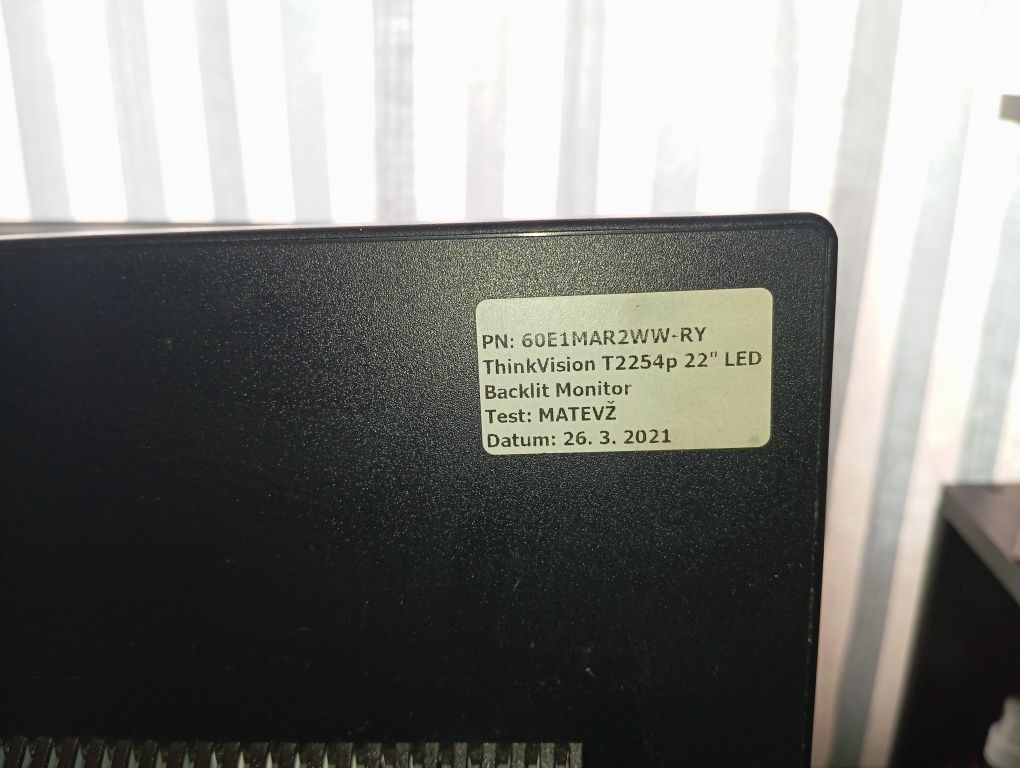 PN: 60E1MAR2WW-RY
ThinkVision T2254p 22" LED
Backlit Monitor
Test: MATEVŽ
Datum: 26. 3. 2021